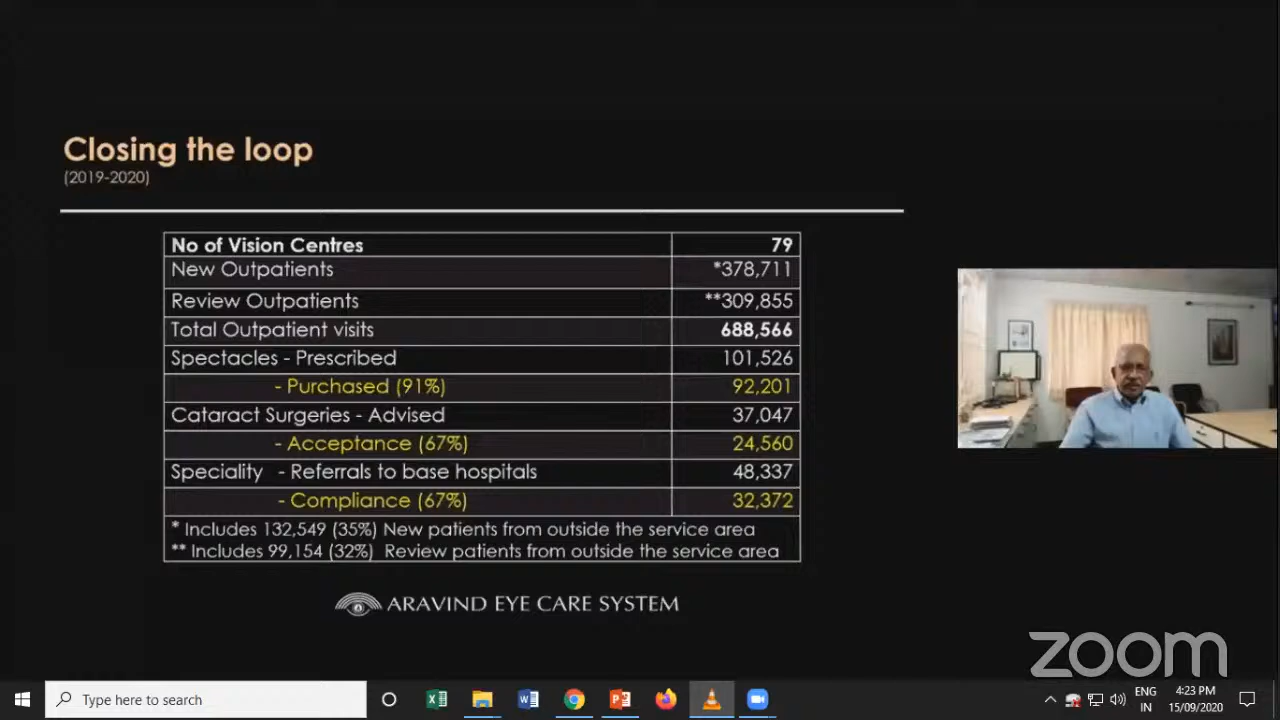 Closing the loop
(2019-2020)
No of Vision Centres 79
New Outpatients *378,711
Review Outpatients **309,855
Total Outpatient visits 688,566
Spectacles - Prescribed 101,526
- Purchased (91%) 92,201
Cataract Surgeries - Advised 37,047
- Acceptance (67%) 24,560
Speciality - Referrals to base hospitals 48,337
- Compliance (67%) 32,372
* Includes 132,549 (35%) New patients from outside the service area
** Includes 99,154 (32%) Review patients from outside the service area
ARAVIND EYE CARE SYSTEM
zoom
Type here to search
ENG
IN
4:23 PM
15/09/2020